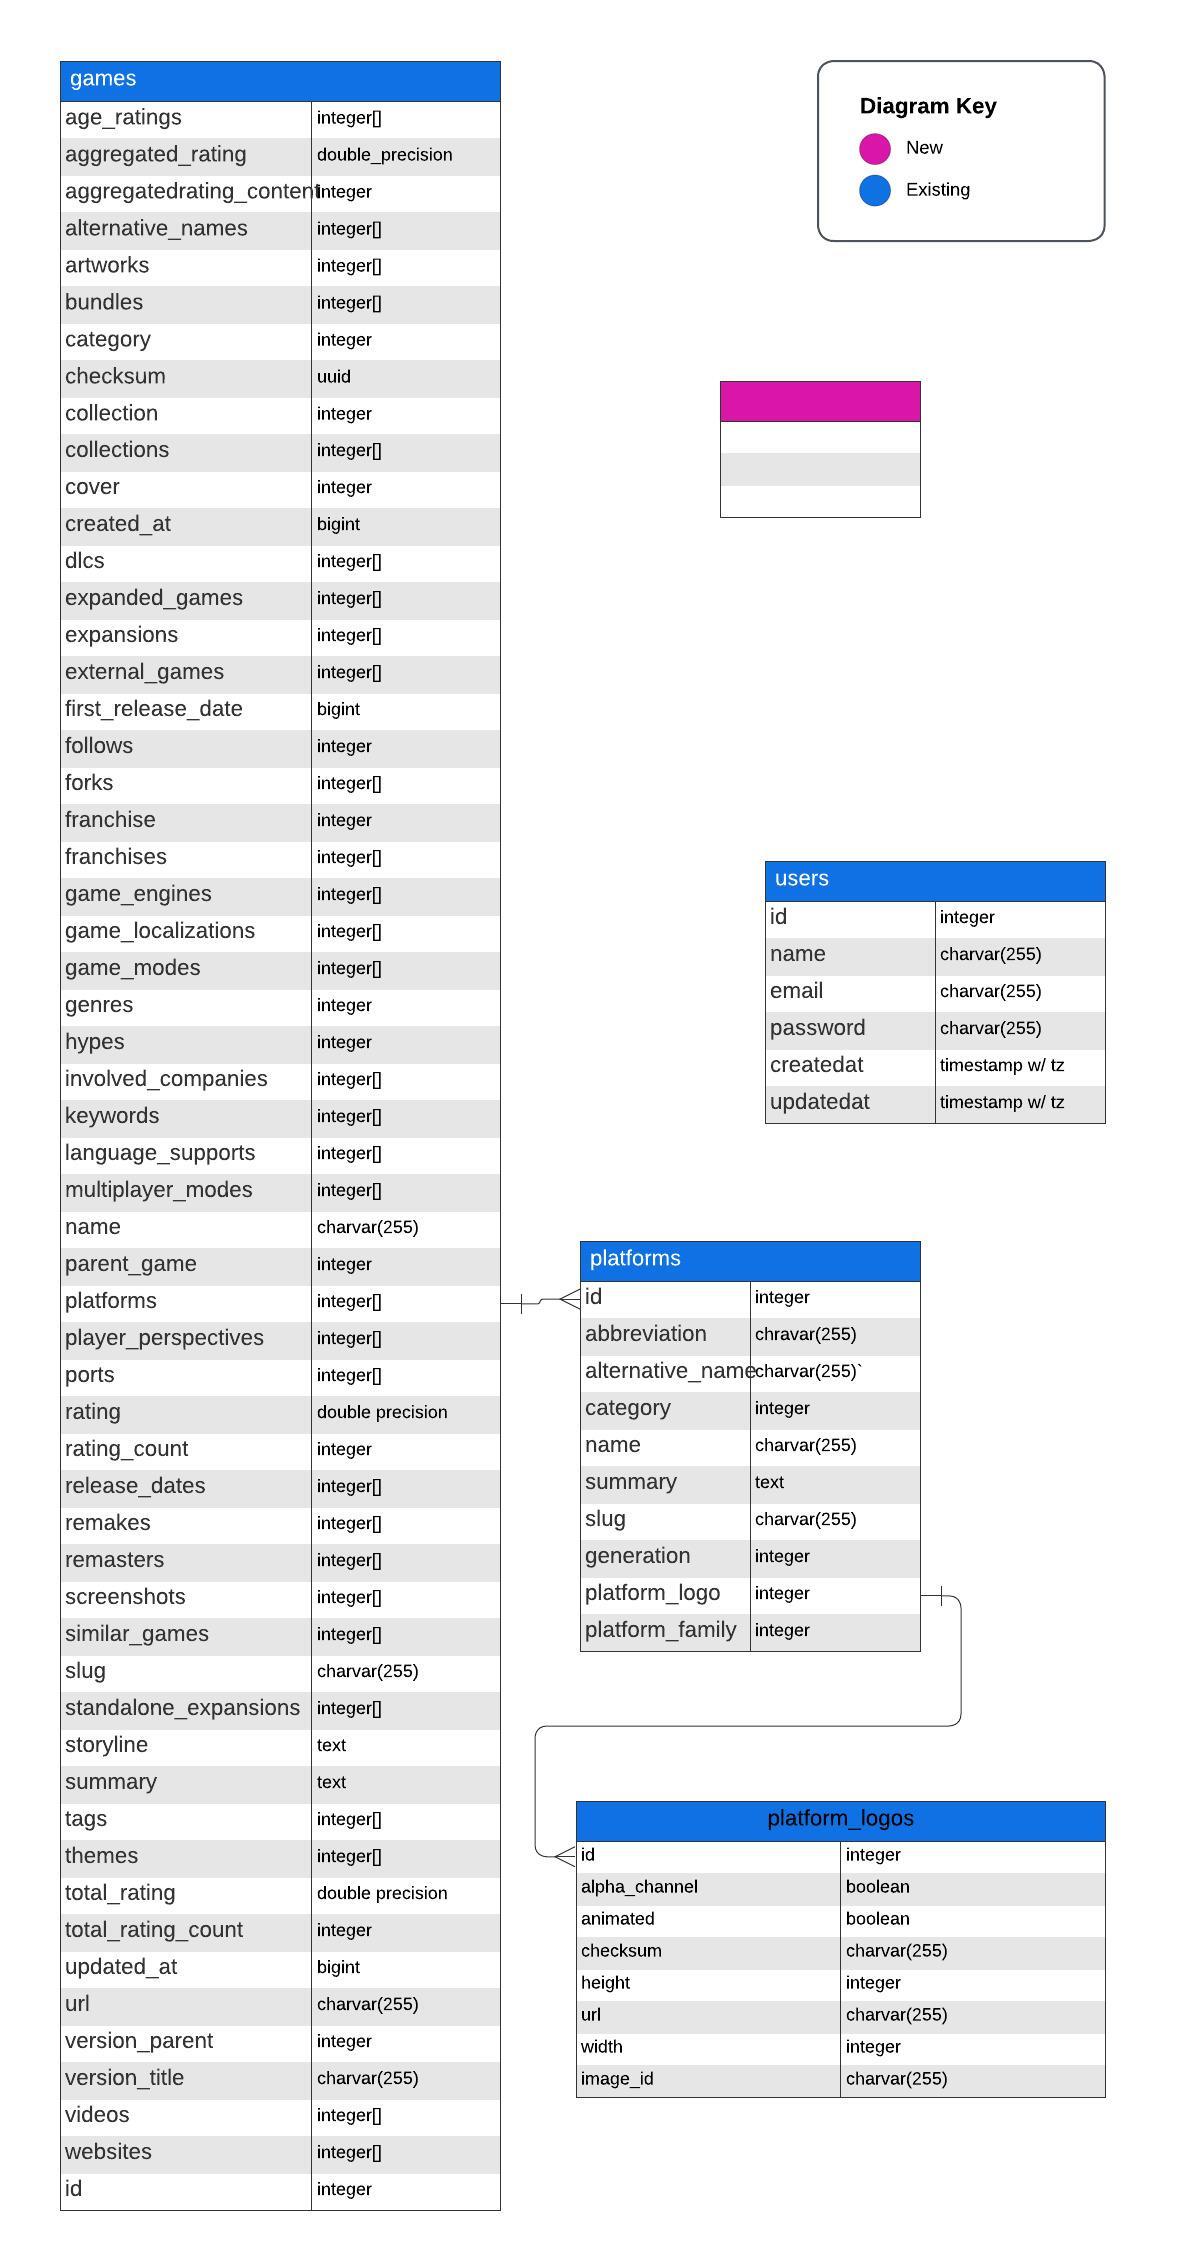 games
age_ratings integer[]
aggregated_rating double_precision
aggregatedrating_content integer
alternative_names integer[]
artworks integer[]
bundles integer[]
category integer
checksum uuid
collection integer
collections integer[]
cover integer
created_at bigint
dlcs integer[]
expanded_games integer[]
expansions integer[]
external_games integer[]
first_release_date bigint
follows integer
forks integer[]
franchise integer
franchises integer[]
game_engines integer[]
game_localizations integer[]
game_modes integer[]
genres integer
hypes integer
involved_companies integer[]
keywords integer[]
language_supports integer[]
multiplayer_modes integer[]
name charvar(255)
parent_game integer
platforms integer[]
player_perspectives integer[]
ports integer[]
rating double precision
rating_count integer
release_dates integer[]
remakes integer[]
remasters integer[]
screenshots integer[]
similar_games integer[]
slug charvar(255)
standalone_expansions integer[]
storyline text
summary text
tags integer[]
themes integer[]
total_rating double precision
total_rating_count integer
updated_at bigint
url charvar(255)
version_parent integer
version_title charvar(255)
videos integer[]
websites integer[]
id integer
Diagram Key
New
Existing
users
id integer
name charvar(255)
email charvar(255)
password charvar(255)
createdat timestamp w/ tz
updatedat timestamp w/ tz
platforms
id integer
abbreviation chravar(255)
alternative_name charvar(255)`
category integer
name charvar(255)
summary text
slug charvar(255)
generation integer
platform_logo integer
platform_family integer
platform_logos
id integer
alpha_channel boolean
animated boolean
checksum charvar(255)
height integer
url charvar(255)
width integer
image_id charvar(255)